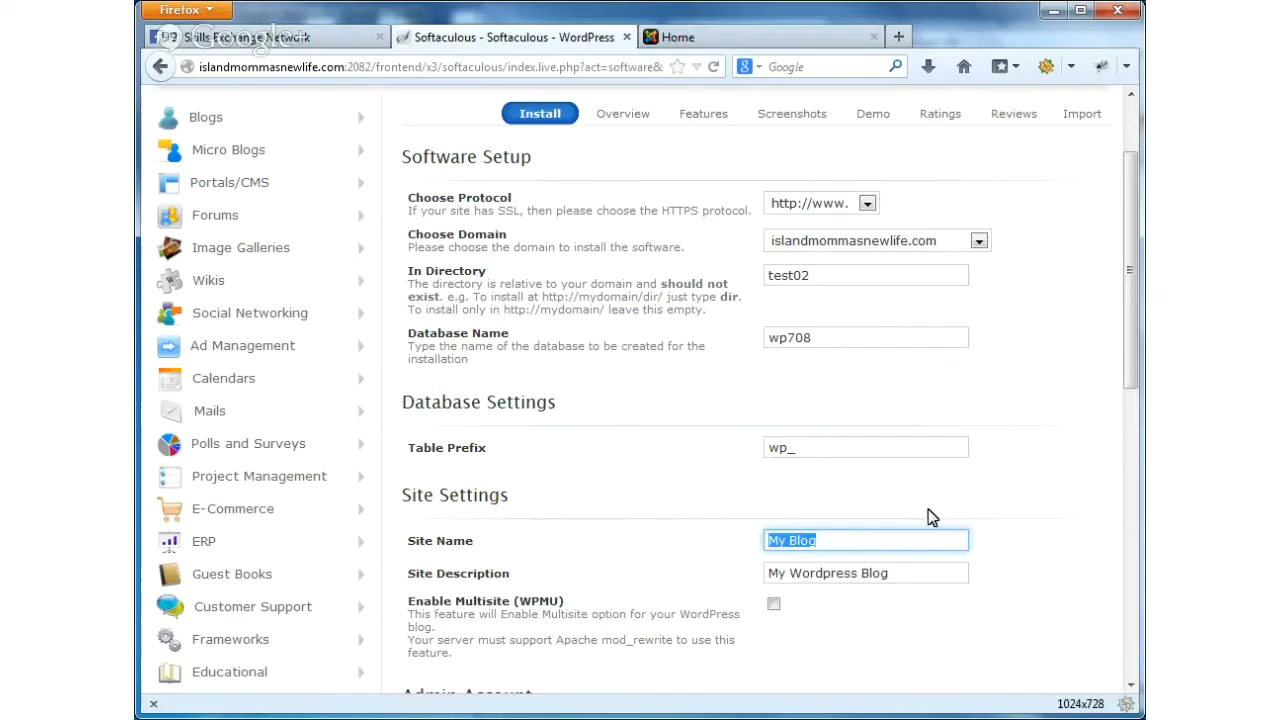 Firefox
Skills Exchange Network
Google+
Softaculous - Softaculous - WordPress
Home
islandmommasnewlife.com:2082/frontend/x3/softaculous/index.live.php?act=software&
Google
Install
Overview
Features
Screenshots
Demo
Ratings
Reviews
Import
Blogs
Micro Blogs
Portals/CMS
Forums
Image Galleries
Wikis
Social Networking
Ad Management
Calendars
Mails
Polls and Surveys
Project Management
E-Commerce
ERP
Guest Books
Customer Support
Frameworks
Educational
Software Setup
Choose Protocol
If your site has SSL, then please choose the HTTPS protocol.
http://www.
Choose Domain
Please choose the domain to install the software.
islandmommasnewlife.com
In Directory
The directory is relative to your domain and should not
exist. e.g. To install at http://mydomain/dir/ just type dir.
To install only in http://mydomain/ leave this empty.
test02
Database Name
Type the name of the database to be created for the
installation
wp708
Database Settings
Table Prefix
wp_
Site Settings
Site Name
My Blog
Site Description
My Wordpress Blog
Enable Multisite (WPMU)
This feature will Enable Multisite option for your WordPress
blog.
Your server must support Apache mod_rewrite to use this
feature.
Admin Account
1024x728